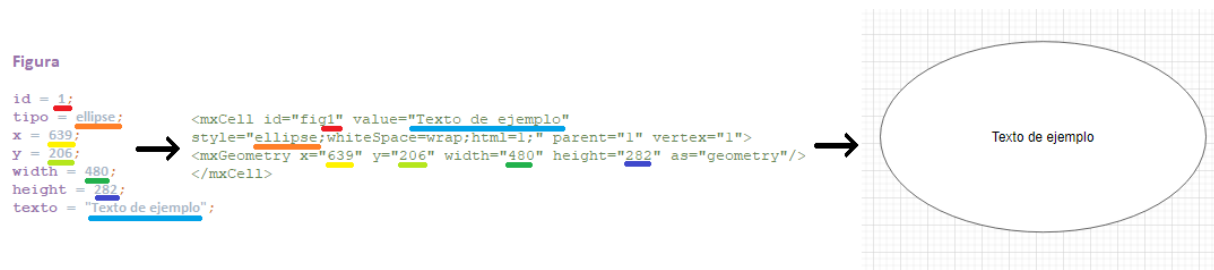 Figura
id = 1;
tipo = ellipse;
x = 639;
y = 206;
width = 480;
height = 282;
texto = "Texto de ejemplo";
<mxCell id="fig1" value="Texto de ejemplo"
style="ellipse;whiteSpace=wrap;html=1;" parent="1" vertex="1">
<mxGeometry x="639" y="206" width="480" height="282" as="geometry"/>
</mxCell>
Texto de ejemplo